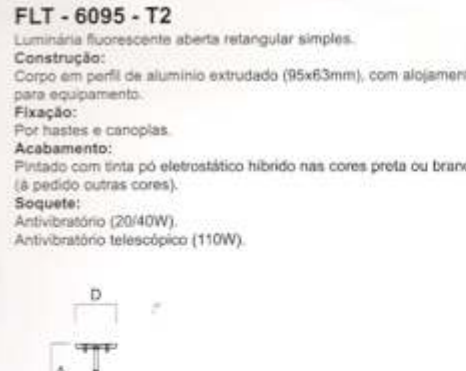 FLT - 6095 - T2
Luminária fluorescente aberta retangular simples.
Construção:
Corpo em perfil de alumínio extrudado (95x63mm), com alojament
para equipamento.
Fixação:
Por hastes e canoplas.
Acabamento:
Pintado com tinta pó eletrostático híbrido nas cores preta ou branc
(à pedido outras cores).
Soquete:
Antivibratório (20/40W).
Antivibratório telescópico (110W).
D
A